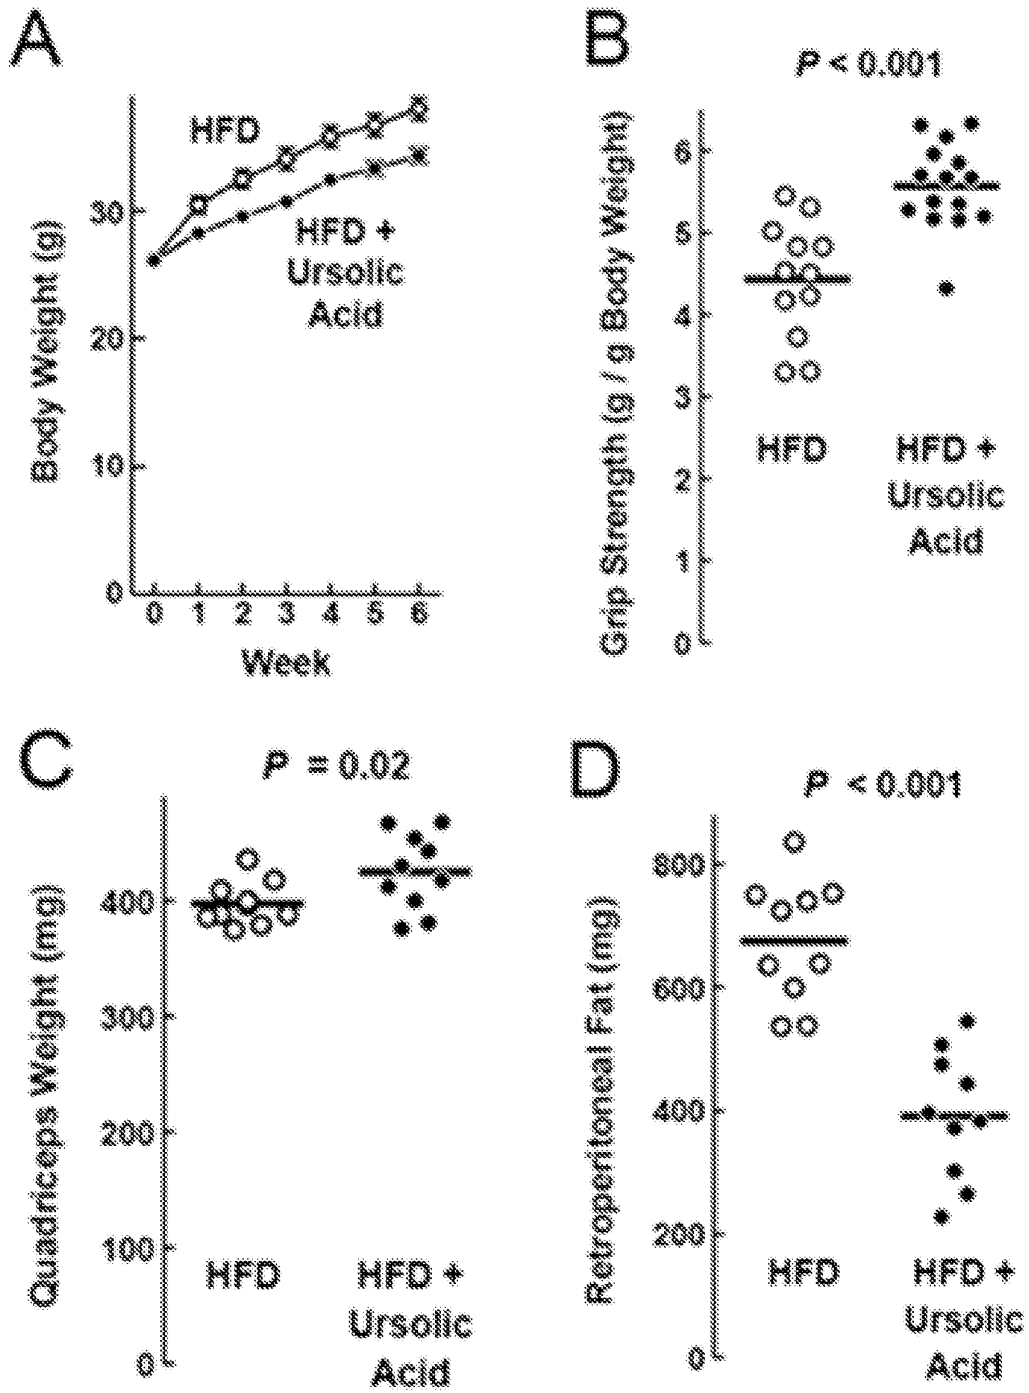 A
HFD
HFD +
Ursolic
Acid
Body Weight (g)
30
20
10
0
0 1 2 3 4 5 6
Week
B
P < 0.001
Grip Strength (g / g Body Weight)
6
5
4
3
2
1
0
HFD
HFD +
Ursolic
Acid
C
P = 0.02
Quadriceps Weight (mg)
400
300
200
100
0
HFD
HFD +
Ursolic
Acid
D
P < 0.001
Retroperitoneal Fat (mg)
800
600
400
200
0
HFD
HFD +
Ursolic
Acid